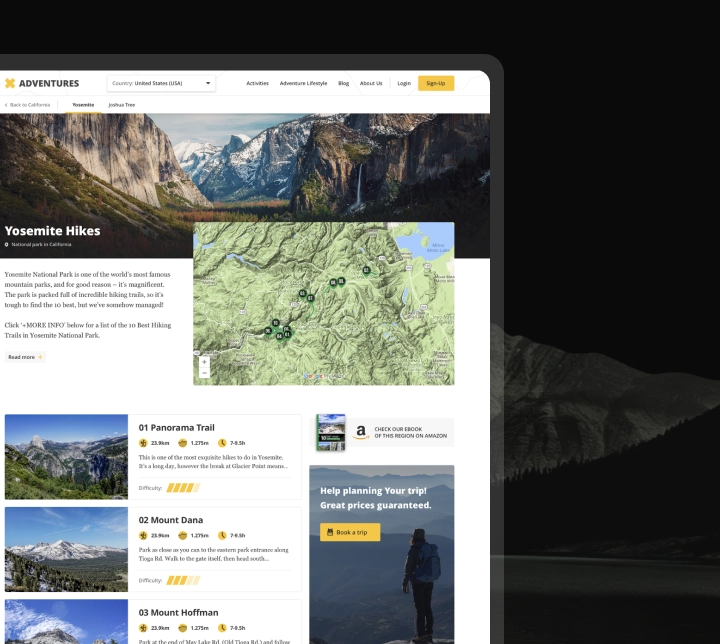 ADVENTURES
Country: United States (USA)
Activities
Adventure Lifestyle
Blog
About Us
Login
Sign-Up
Back to California
Yosemite
Joshua Tree
Yosemite Hikes
National park in California
Yosemite National Park is one of the world's most famous
mountain parks, and for good reason – it's magnificent.
The park is packed full of incredible hiking trails, so it's
tough to find the 10 best, but we've somehow managed!
Click '+MORE INFO' below for a list of the 10 Best Hiking
Trails in Yosemite National Park.
Read more
01 Panorama Trail
23.9km
1.275m
7-9.5h
This is one of the most exquisite hikes to do in Yosemite.
It's a long day, however the break at Glacier Point means...
Difficulty:
CHECK OUR EBOOK
OF THIS REGION ON AMAZON
Help planning Your trip!
Great prices guaranteed.
Book a trip
02 Mount Dana
23.9km
1.275m
7-9.5h
Park as close as you can to the eastern park entrance along
Tioga Rd. Walk to the gate itself, then head south...
Difficulty:
03 Mount Hoffman
23.9km
1.275m
7-9.5h
Park at the end of May Lake Rd. (Old Tioga Rd.) and follow